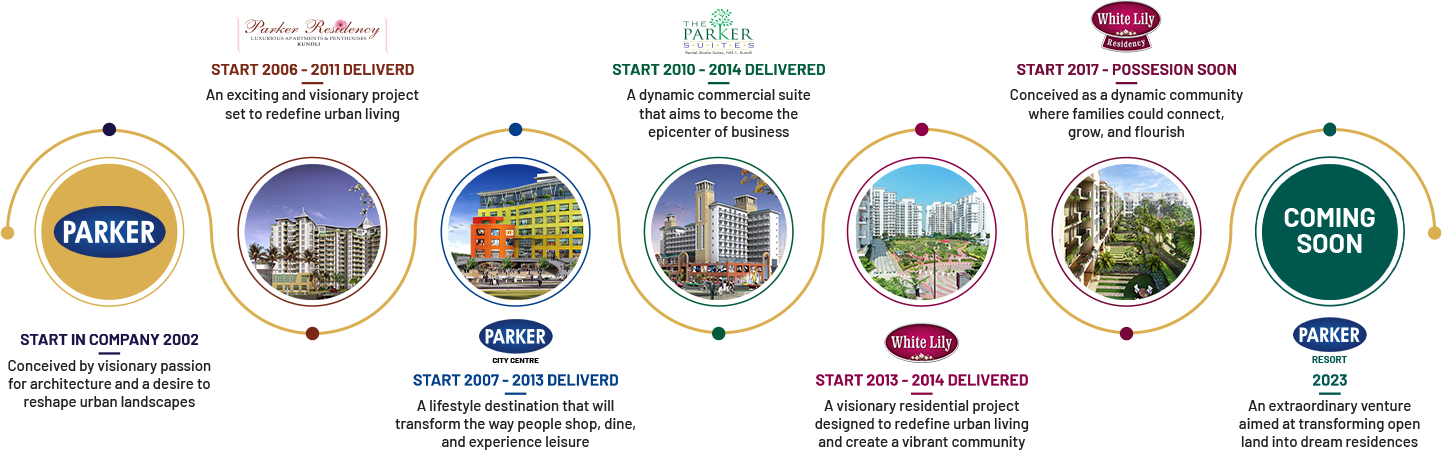 PARKER
START IN COMPANY 2002
Conceived by visionary passion
for architecture and a desire to
reshape urban landscapes
Parker Residency
LUXURIOUS APARTMENTS & PENTHOUSES
KUNDLI
START 2006 - 2011 DELIVERD
An exciting and visionary project
set to redefine urban living
PARKER
CITY CENTRE
START 2007 - 2013 DELIVERD
A lifestyle destination that will
transform the way people shop, dine,
and experience leisure
THE
PARKER
SUITES
Rental Studio Suites, NH-1, Kundli
START 2010 - 2014 DELIVERED
A dynamic commercial suite
that aims to become the
epicenter of business
White Lily
START 2013 - 2014 DELIVERED
A visionary residential project
designed to redefine urban living
and create a vibrant community
White Lily
Residency
START 2017 - POSSESION SOON
Conceived as a dynamic community
where families could connect,
grow, and flourish
COMING
SOON
PARKER
RESORT
2023
An extraordinary venture
aimed at transforming open
land into dream residences